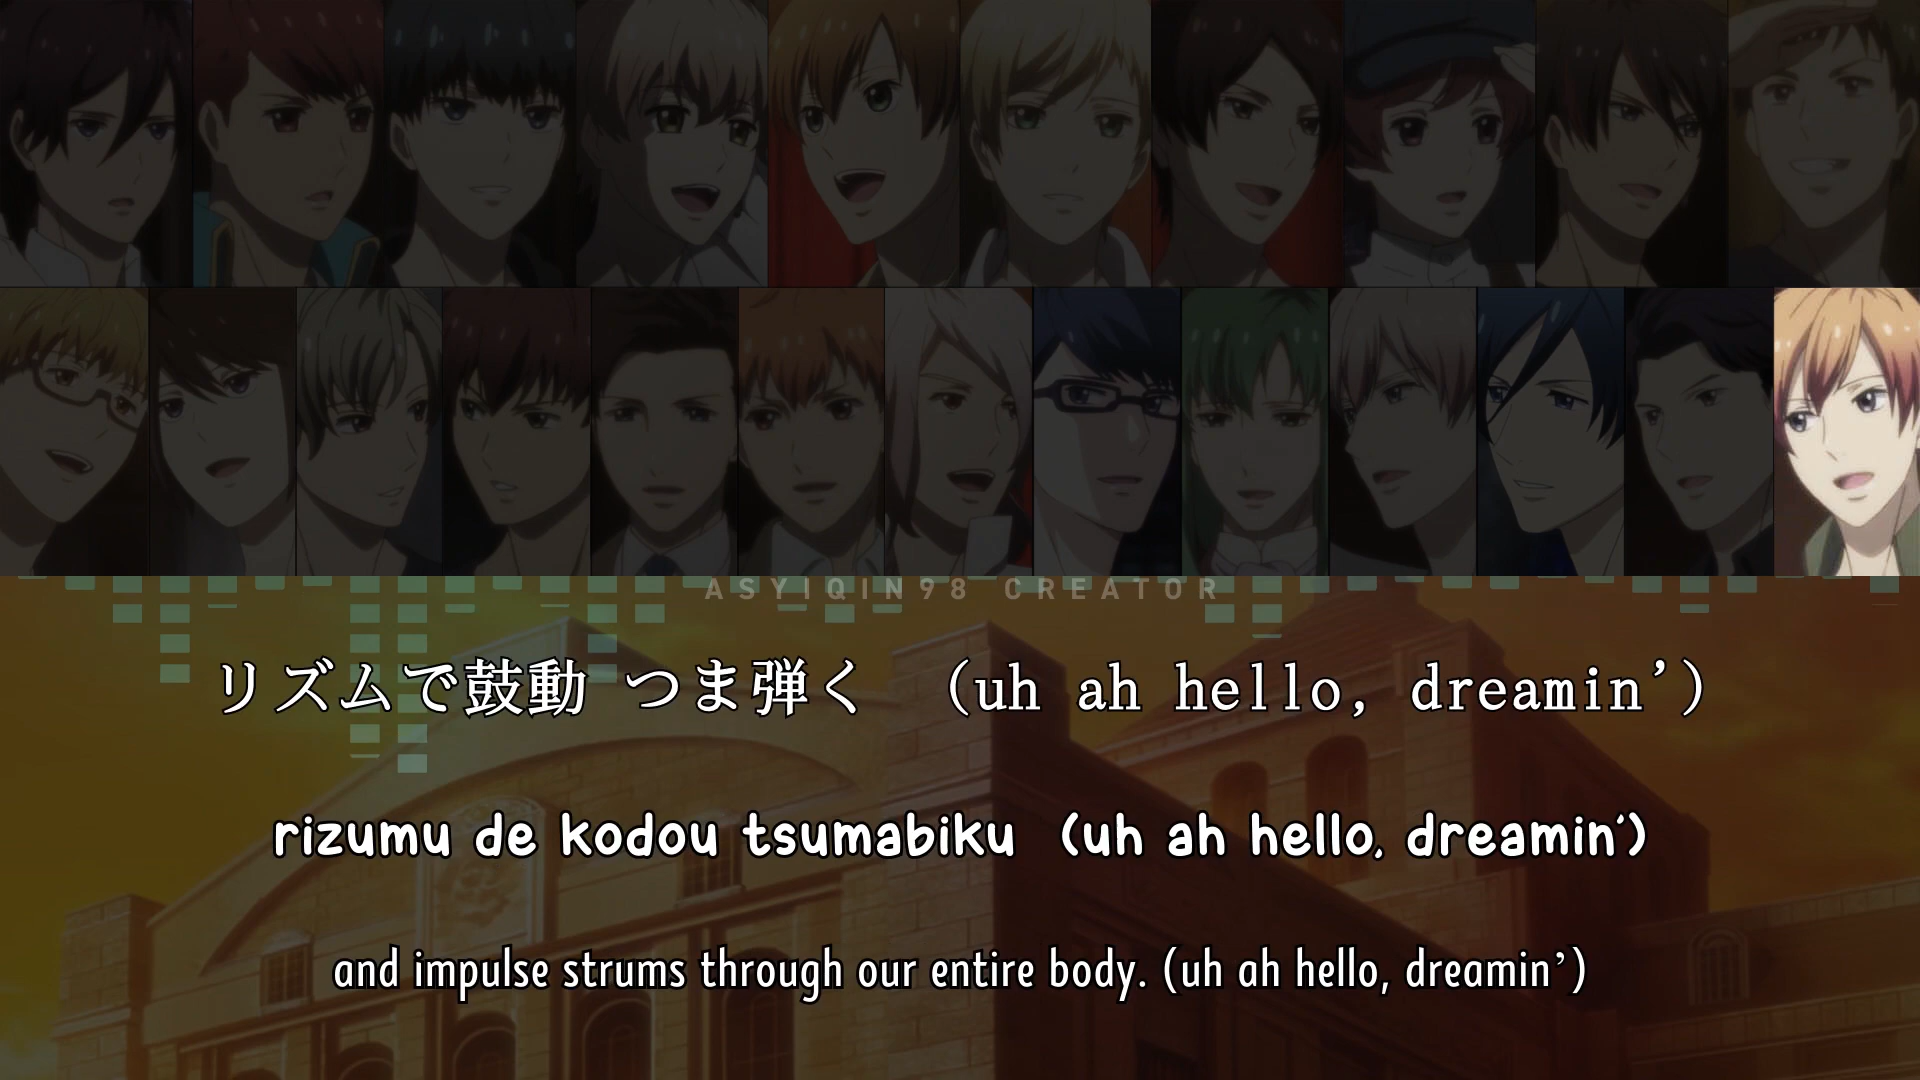 ASYIQIN98 CREATOR
リズムで鼓動 つま弾く (uh ah hello, dreamin’)
rizumu de kodou tsumabiku (uh ah hello, dreamin')
and impulse strums through our entire body. (uh ah hello, dreamin’)